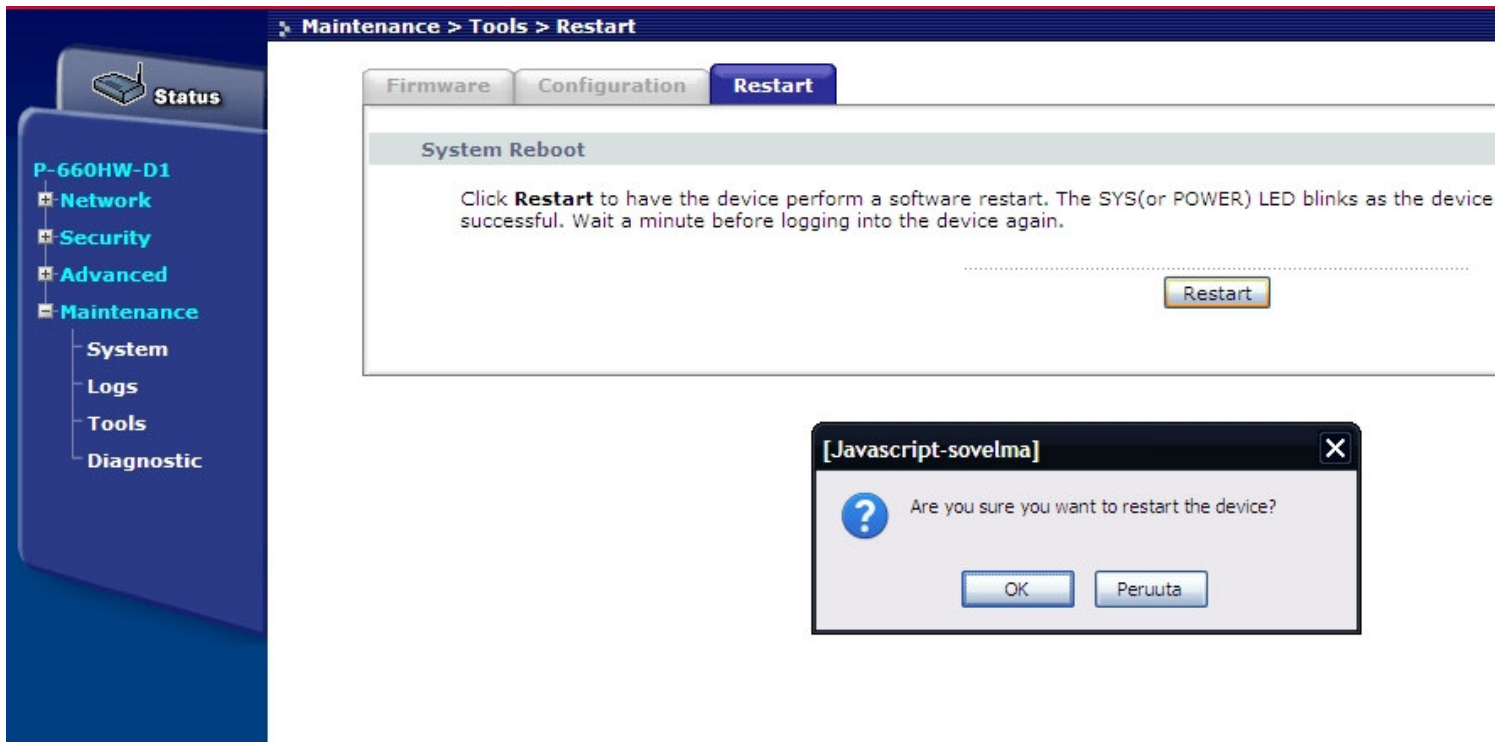 Maintenance > Tools > Restart
Status
P-660HW-D1
Network
Security
Advanced
Maintenance
System
Logs
Tools
Diagnostic
Firmware
Configuration
Restart
System Reboot
Click Restart to have the device perform a software restart. The SYS(or POWER) LED blinks as the device
successful. Wait a minute before logging into the device again.
Restart
[Javascript-sovelma]
Are you sure you want to restart the device?
OK
Peruuta